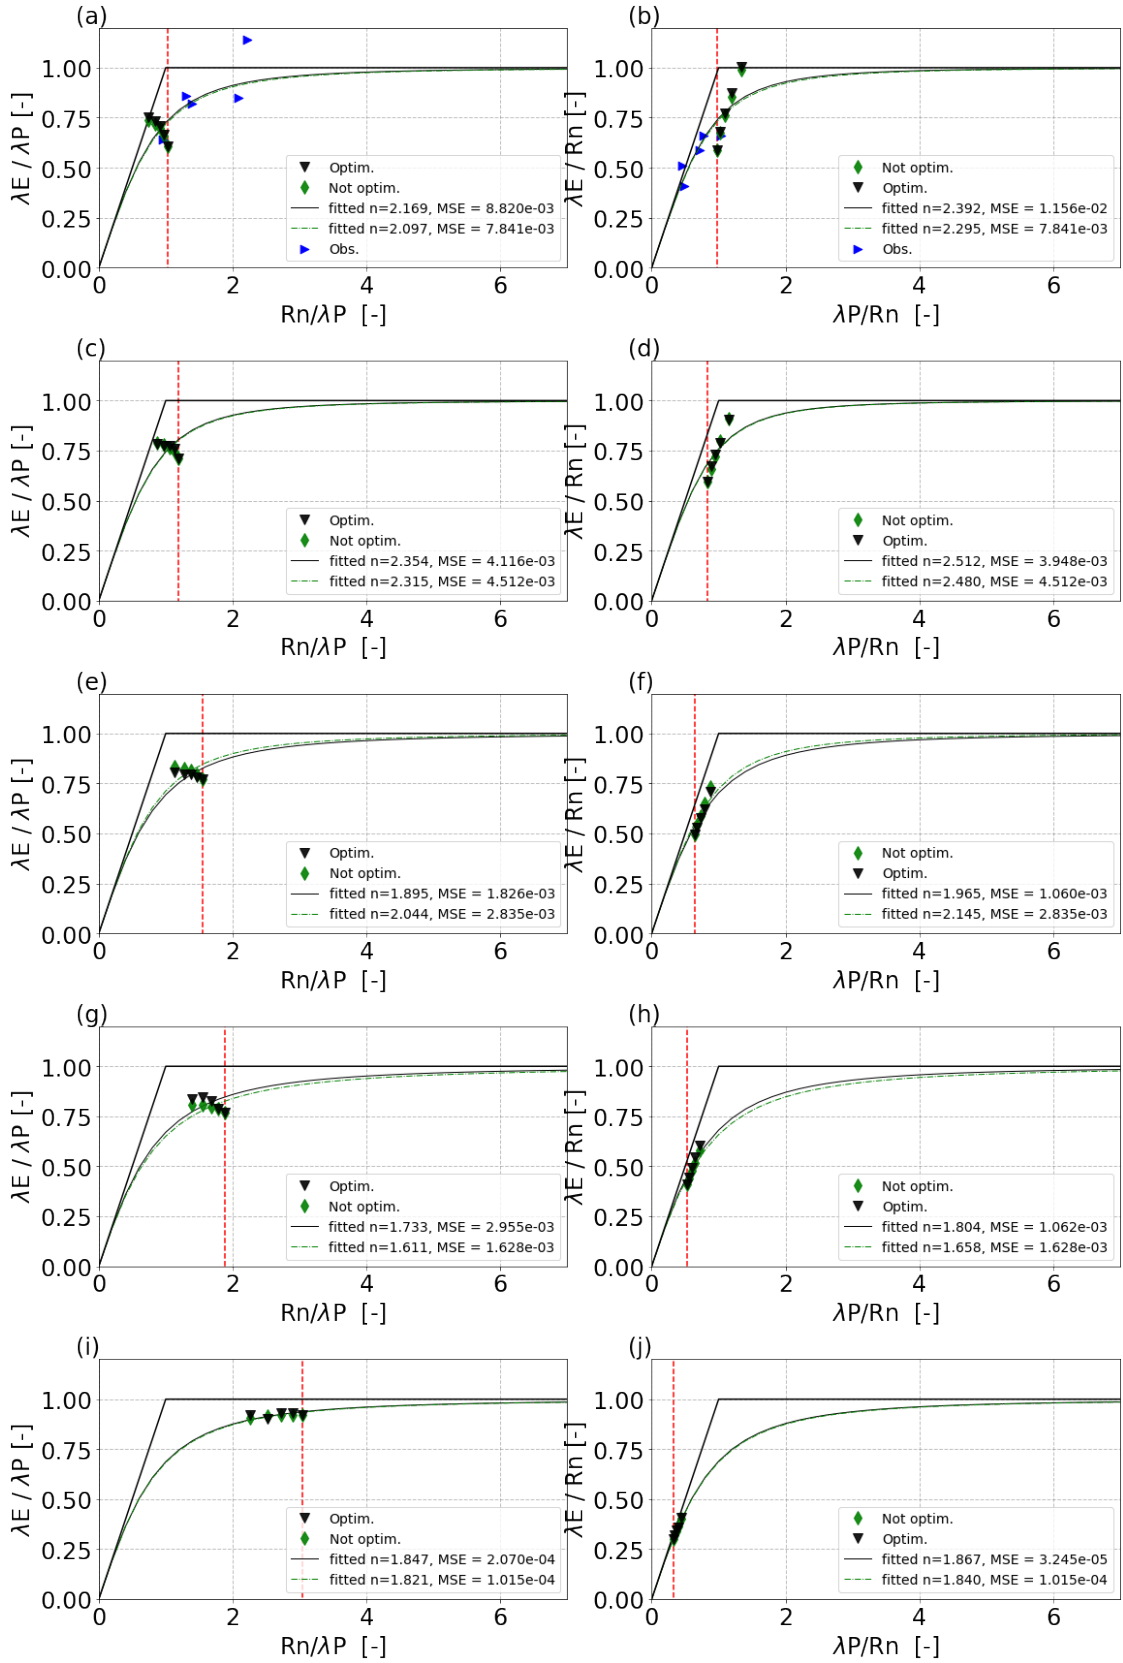 (a)
1.00
0.75
0.50
0.25
0.00
λE / λP [-]
Optim.
Not optim.
fitted n=2.169, MSE = 8.820e-03
fitted n=2.097, MSE = 7.841e-03
Obs.
0 2 4 6
Rn/λP [-]
(b)
1.00
0.75
0.50
0.25
0.00
λE / Rn [-]
Not optim.
Optim.
fitted n=2.392, MSE = 1.156e-02
fitted n=2.295, MSE = 7.841e-03
Obs.
0 2 4 6
λP/Rn [-]
(c)
1.00
0.75
0.50
0.25
0.00
λE / λP [-]
Optim.
Not optim.
fitted n=2.354, MSE = 4.116e-03
fitted n=2.315, MSE = 4.512e-03
0 2 4 6
Rn/λP [-]
(d)
1.00
0.75
0.50
0.25
0.00
λE / Rn [-]
Not optim.
Optim.
fitted n=2.512, MSE = 3.948e-03
fitted n=2.480, MSE = 4.512e-03
0 2 4 6
λP/Rn [-]
(e)
1.00
0.75
0.50
0.25
0.00
λE / λP [-]
Optim.
Not optim.
fitted n=1.895, MSE = 1.826e-03
fitted n=2.044, MSE = 2.835e-03
0 2 4 6
Rn/λP [-]
(f)
1.00
0.75
0.50
0.25
0.00
λE / Rn [-]
Not optim.
Optim.
fitted n=1.965, MSE = 1.060e-03
fitted n=2.145, MSE = 2.835e-03
0 2 4 6
λP/Rn [-]
(g)
1.00
0.75
0.50
0.25
0.00
λE / λP [-]
Optim.
Not optim.
fitted n=1.733, MSE = 2.955e-03
fitted n=1.611, MSE = 1.628e-03
0 2 4 6
Rn/λP [-]
(h)
1.00
0.75
0.50
0.25
0.00
λE / Rn [-]
Not optim.
Optim.
fitted n=1.804, MSE = 1.062e-03
fitted n=1.658, MSE = 1.628e-03
0 2 4 6
λP/Rn [-]
(i)
1.00
0.75
0.50
0.25
0.00
λE / λP [-]
Optim.
Not optim.
fitted n=1.847, MSE = 2.070e-04
fitted n=1.821, MSE = 1.015e-04
0 2 4 6
Rn/λP [-]
(j)
1.00
0.75
0.50
0.25
0.00
λE / Rn [-]
Not optim.
Optim.
fitted n=1.867, MSE = 3.245e-05
fitted n=1.840, MSE = 1.015e-04
0 2 4 6
λP/Rn [-]